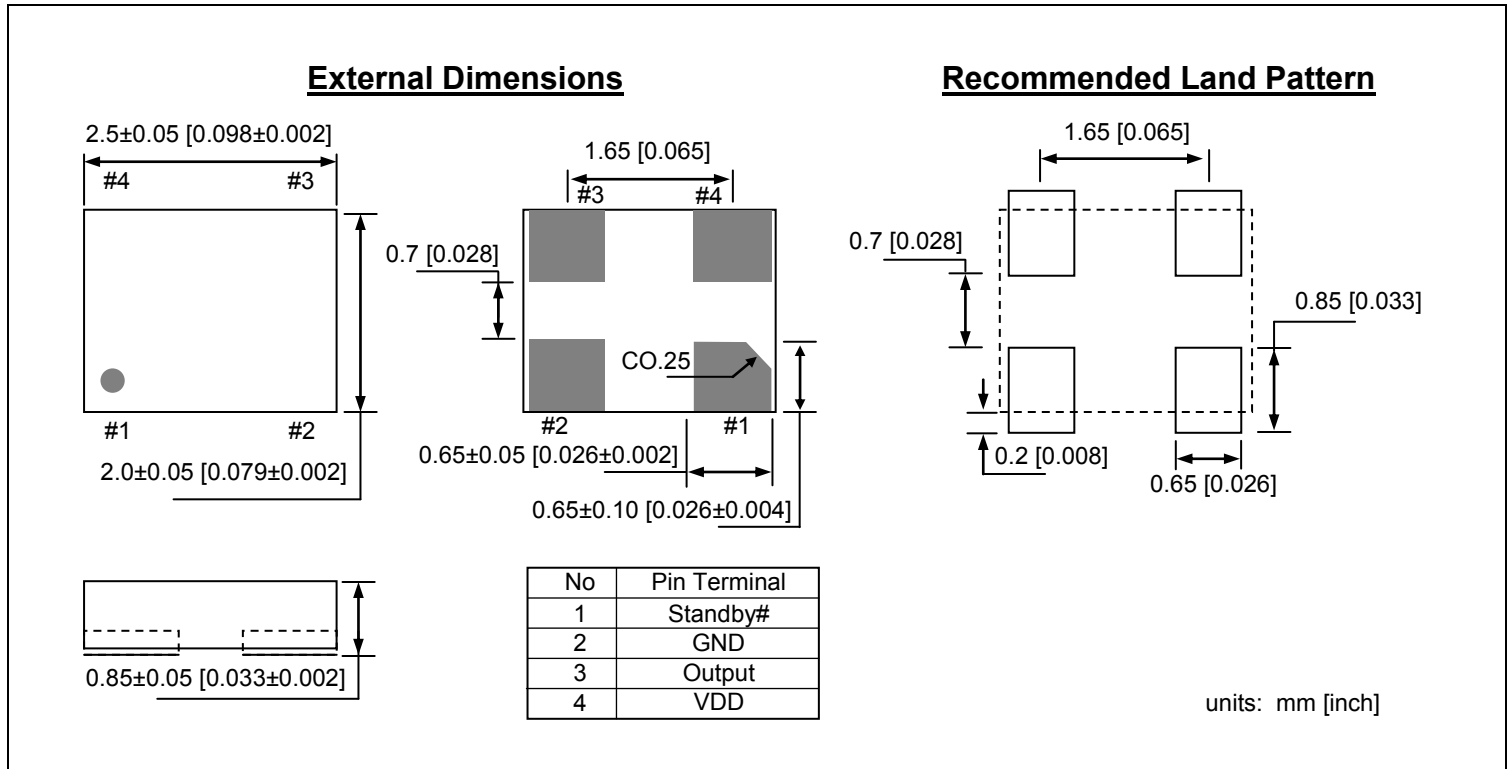 External Dimensions
2.5±0.05 [0.098±0.002]
#4 #3
#1 #2
2.0±0.05 [0.079±0.002]
1.65 [0.065]
#3 #4
0.7 [0.028]
CO.25
#2 #1
0.65±0.05 [0.026±0.002]
0.65±0.10 [0.026±0.004]
Recommended Land Pattern
1.65 [0.065]
0.7 [0.028]
0.85 [0.033]
0.2 [0.008]
0.65 [0.026]
0.85±0.05 [0.033±0.002]
No Pin Terminal
1 Standby#
2 GND
3 Output
4 VDD
units: mm [inch]